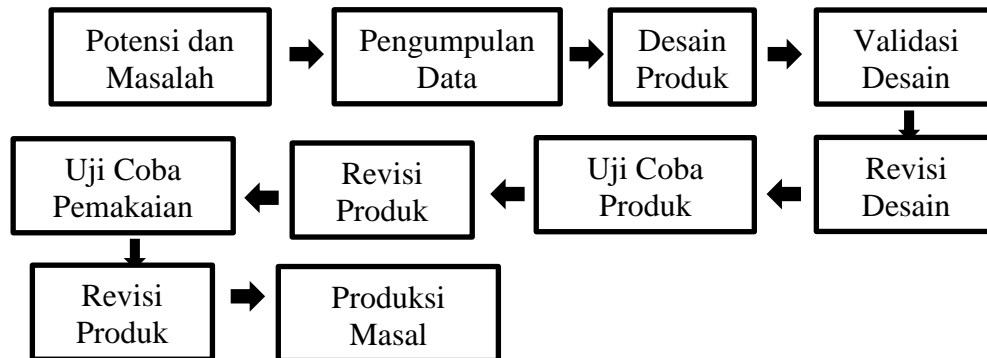 Potensi dan
Masalah
Pengumpulan
Data
Desain
Produk
Validasi
Desain
Revisi
Desain
Uji Coba
Produk
Revisi
Produk
Uji Coba
Pemakaian
Revisi
Produk
Produksi
Masal